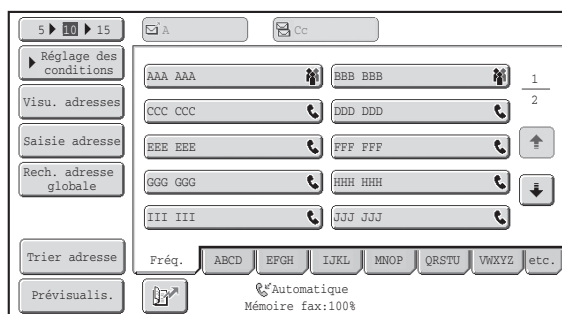 5 10 15
A
Cc
Réglage des
conditions
Visu. adresses
Saisie adresse
Rech. adresse
globale
Trier adresse
Prévisualis.
AAA AAA
BBB BBB
CCC CCC
DDD DDD
EEE EEE
FFF FFF
GGG GGG
HHH HHH
III III
JJJ JJJ
1
2
Fréq.
ABCD
EFGH
IJKL
MNOP
QRSTU
VWXYZ
etc.
Automatique
Mémoire fax:100%